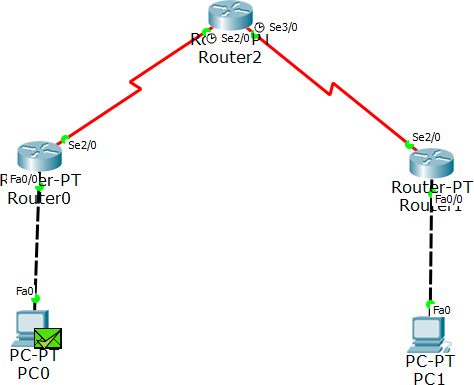 Se3/0
Se2/0
Router2
Se2/0
Se2/0
Fa0/0
Router-PT
Router0
Fa0/0
Fa0
Fa0
PC-PT
PC0
PC-PT
PC1